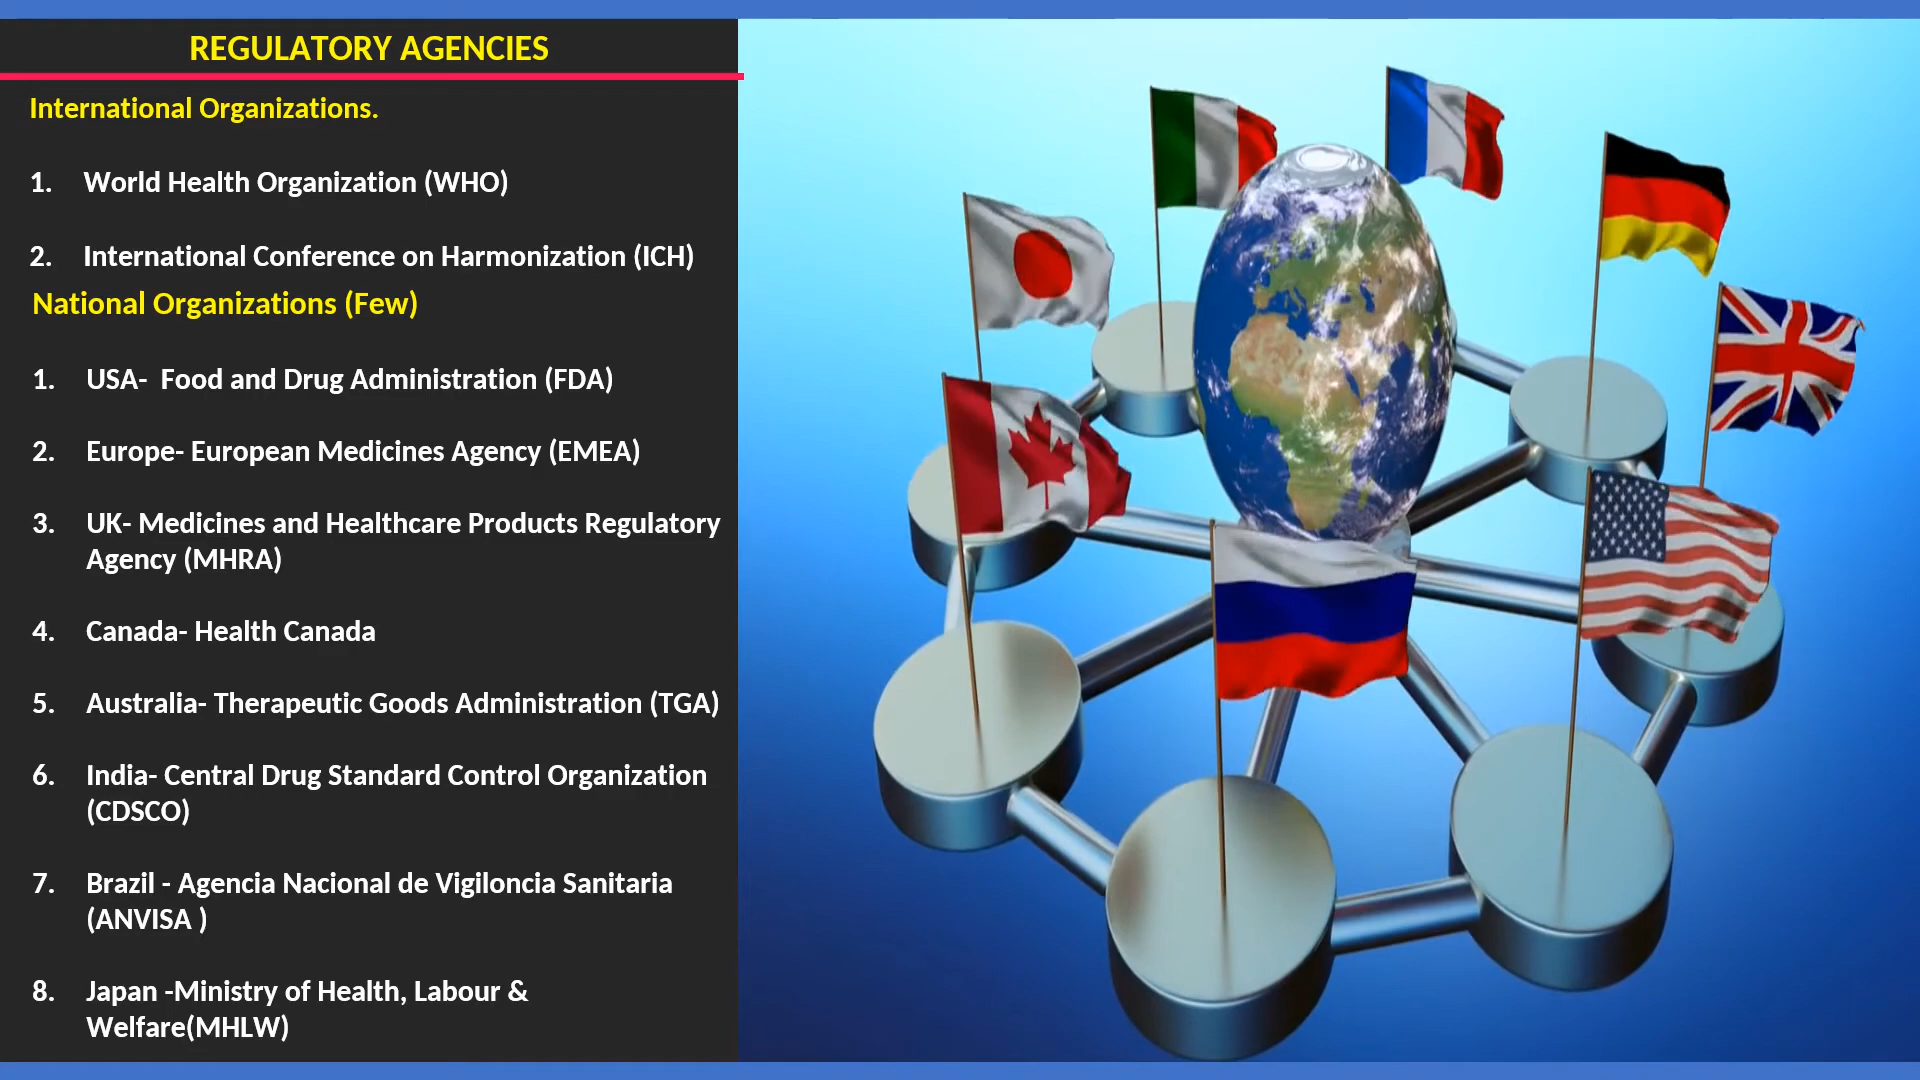 REGULATORY AGENCIES
International Organizations.
1. World Health Organization (WHO)
2. International Conference on Harmonization (ICH)
National Organizations (Few)
1. USA- Food and Drug Administration (FDA)
2. Europe- European Medicines Agency (EMEA)
3. UK- Medicines and Healthcare Products Regulatory
Agency (MHRA)
4. Canada- Health Canada
5. Australia- Therapeutic Goods Administration (TGA)
6. India- Central Drug Standard Control Organization
(CDSCO)
7. Brazil - Agencia Nacional de Vigiloncia Sanitaria
(ANVISA )
8. Japan -Ministry of Health, Labour &
Welfare(MHLW)